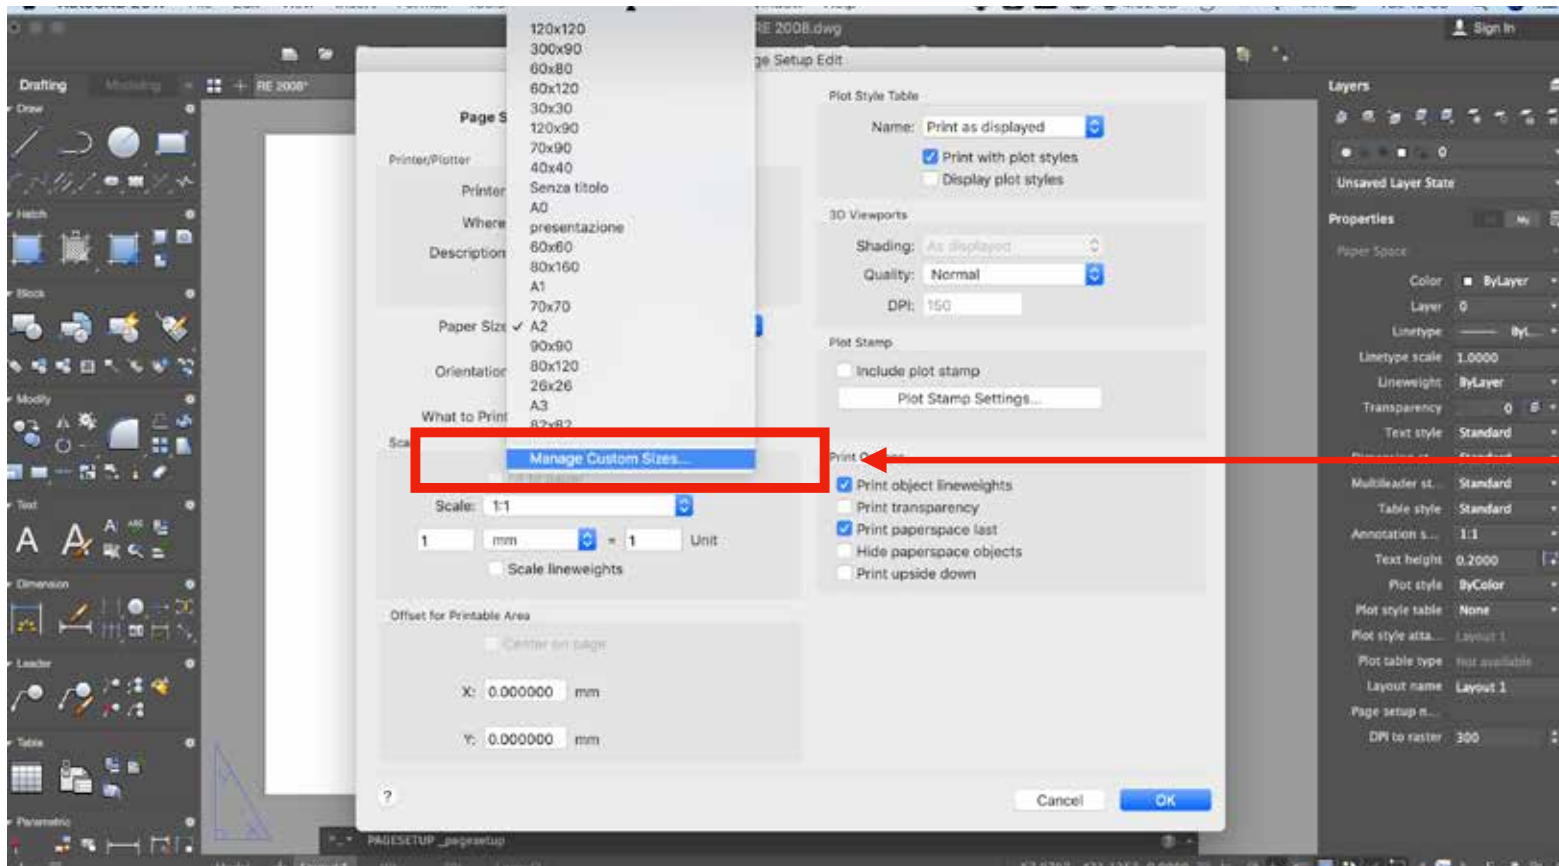 RE 2008.dwg
Sign In
Page Setup Edit
Drafting
Modeling
RE 2008*
Draw
Hatch
Block
Modify
Text
Dimension
Leader
Table
Parametric
Page S
Printer/Plotter
Printer
Where
Description
Paper Size
Orientation
What to Print
120x120
300x90
60x80
60x120
30x30
120x90
70x90
40x40
Senza titolo
A0
presentazione
60x60
80x160
A1
70x70
✓ A2
90x90
80x120
26x26
A3
82x82
Manage Custom Sizes...
Scale: 1:1
1 mm = 1 Unit
Scale lineweights
Offset for Printable Area
Center on page
X: 0.000000 mm
Y: 0.000000 mm
?
Plot Style Table
Name: Print as displayed
Print with plot styles
Display plot styles
3D Viewports
Shading: As displayed
Quality: Normal
DPI: 150
Plot Stamp
Include plot stamp
Plot Stamp Settings...
Print O
Print object lineweights
Print transparency
Print paperspace last
Hide paperspace objects
Print upside down
Cancel
OK
PAGESETUP _pagesetup
Layers
0
Unsaved Layer State
Properties
Paper Space
Color ByLayer
Layer 0
Linetype ByL...
Linetype scale 1.0000
Lineweight ByLayer
Transparency 0
Text style Standard
Standard
Multileader st... Standard
Table style Standard
Annotation s... 1:1
Text height 0.2000
Plot style ByColor
Plot style table None
Plot style atta... Layout 1
Plot table type Not available
Layout name Layout 1
Page setup n...
DPI to raster 300